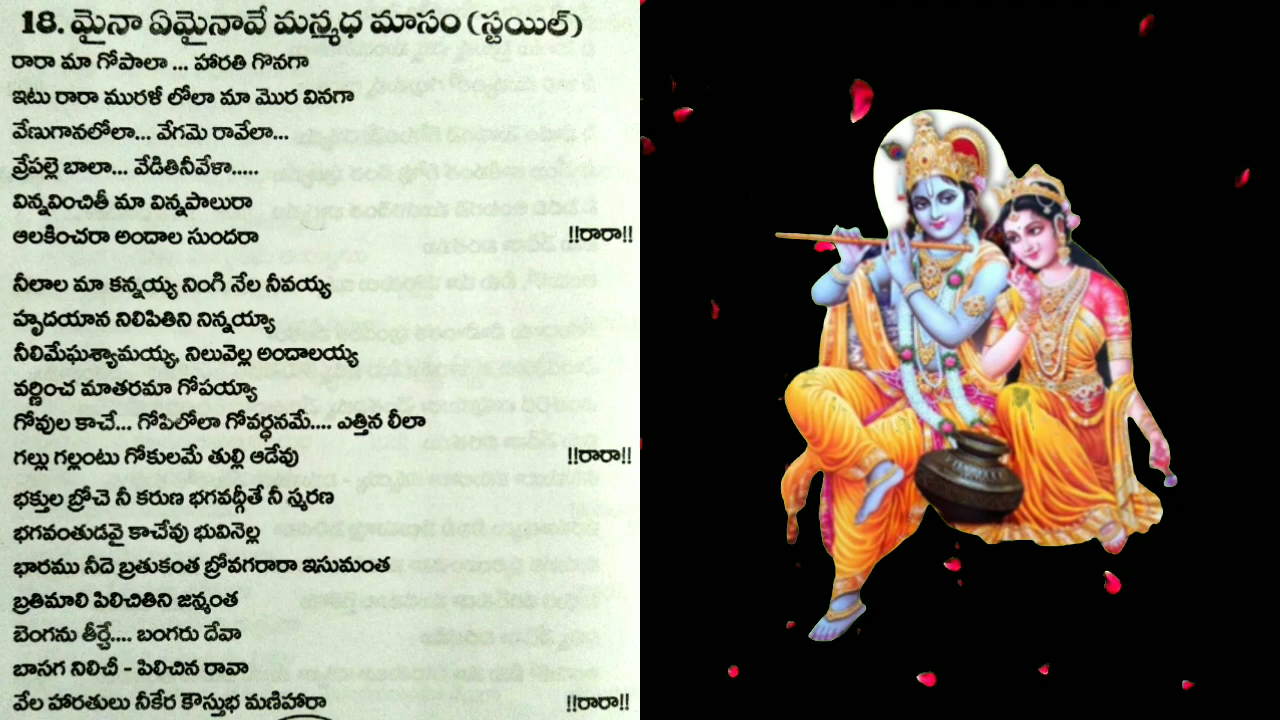 18. మైనా ఏమైనావే మన్మధ మాసం (స్టయిల్)
రారా మా గోపాలా ... హారతి గొనగా
ఇటు రారా మురళీ లోలా మా మొర వినగా
వేణుగానలోలా... వేగమె రావేలా...
వ్రేపల్లె బాలా... వేడితినీవేళా.....
విన్నవించితీ మా విన్నపాలురా
ఆలకించరా అందాల సుందరా !!రారా!!
నీలాల మా కన్నయ్య నింగి నేల నీవయ్య
హృదయాన నిలిపితిని నిన్నయ్యా
నీలిమేఘశ్యామయ్య, నిలువెల్ల అందాలయ్య
వర్ణించ మాతరమా గోపయ్యా
గోవుల కాచే... గోపిలోలా గోవర్ధనమే.... ఎత్తిన లీలా
గల్లు గల్లంటు గోకులమే తుల్లి ఆడేవు !!రారా!!
భక్తుల బ్రోచె నీ కరుణ భగవద్గీతే నీ స్మరణ
భగవంతుడవై కాచేవు భువినెల్ల
భారము నీదె బ్రతుకంత బ్రోవగరారా ఇసుమంత
బ్రతిమాలి పిలిచితిని జన్మంత
బెంగను తీర్చే.... బంగరు దేవా
బాసగ నిలిచీ - పిలిచిన రావా
వేల హారతులు నీకేర కౌస్తుభ మణిహారా !!రారా!!